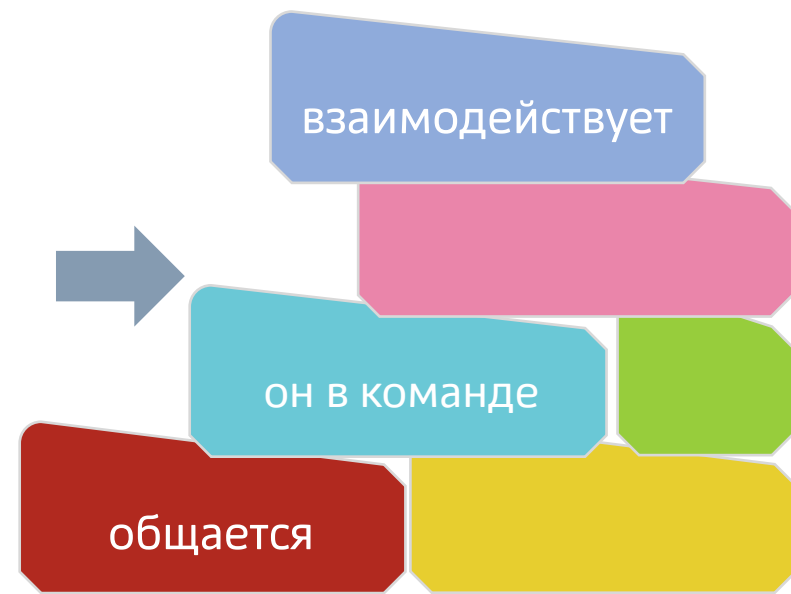 взаимодействует
он в команде
общается